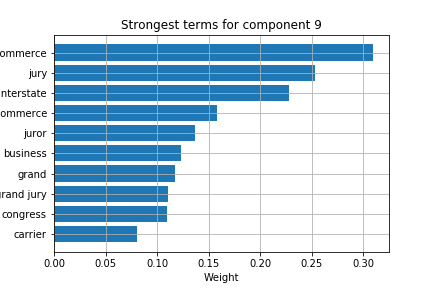 Strongest terms for component 9
ommerce
jury
nterstate
ommerce
juror
business
grand
grand jury
congress
carrier
0.00 0.05 0.10 0.15 0.20 0.25 0.30
Weight